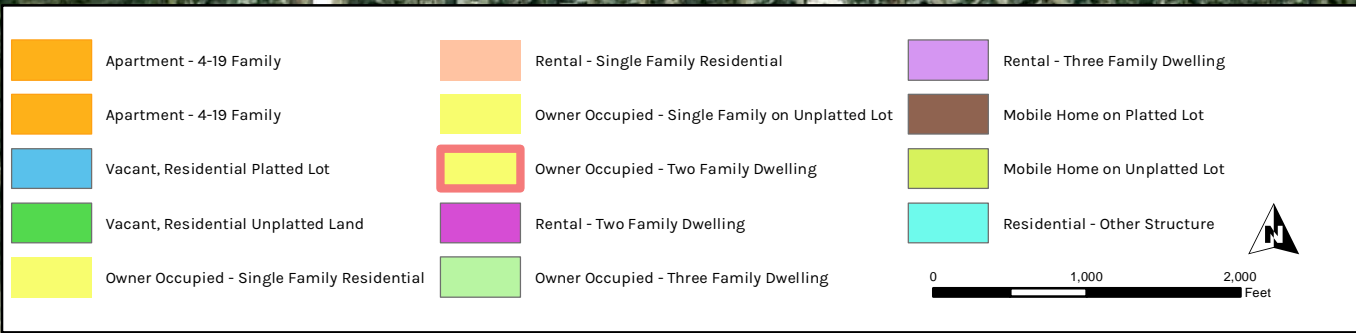 Apartment - 4-19 Family
Apartment - 4-19 Family
Vacant, Residential Platted Lot
Vacant, Residential Unplatted Land
Owner Occupied - Single Family Residential
Rental - Single Family Residential
Owner Occupied - Single Family on Unplatted Lot
Owner Occupied - Two Family Dwelling
Rental - Two Family Dwelling
Owner Occupied - Three Family Dwelling
Rental - Three Family Dwelling
Mobile Home on Platted Lot
Mobile Home on Unplatted Lot
Residential - Other Structure
N
0 1,000 2,000
Feet